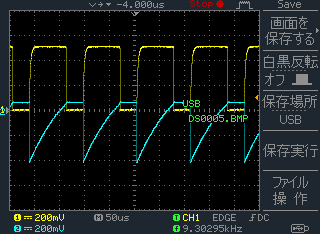 -4.000us Stop Save
画面を
保存する
白黒反転
オフ
保存場所
USB
保存実行
ファイル
操作
USB
DS0005.BMP
1 200mV M 50us T CH1 EDGE DC
2 200mV f 9.30295kHz